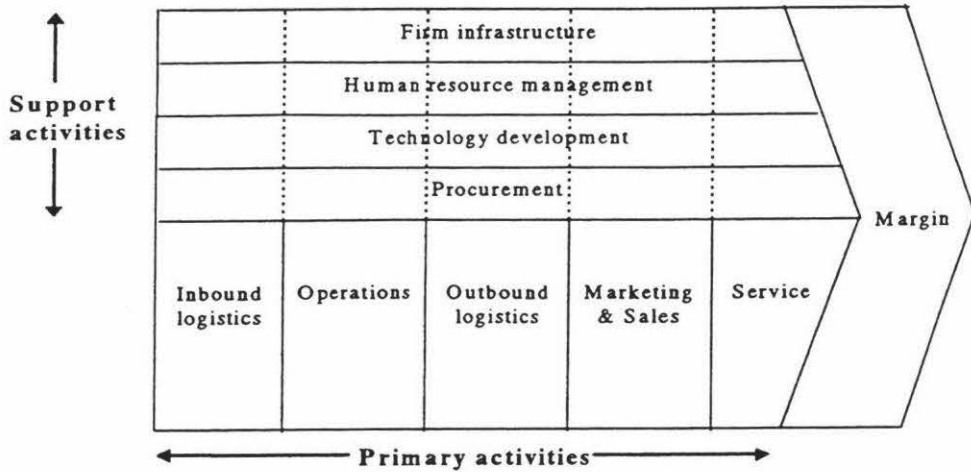 Firm infrastructure
Human resource management
Support
activities
Technology development
Procurement
Margin
Inbound
logistics
Operations
Outbound
logistics
Marketing
& Sales
Service
Primary activities